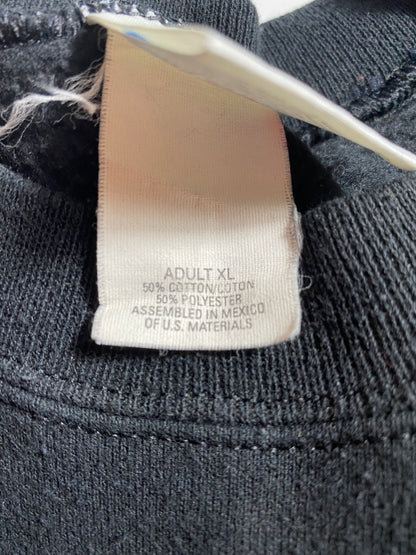 ADULT XL
50% COTTON/COTON
50% POLYESTER
ASSEMBLED IN MEXICO
OF U.S. MATERIALS